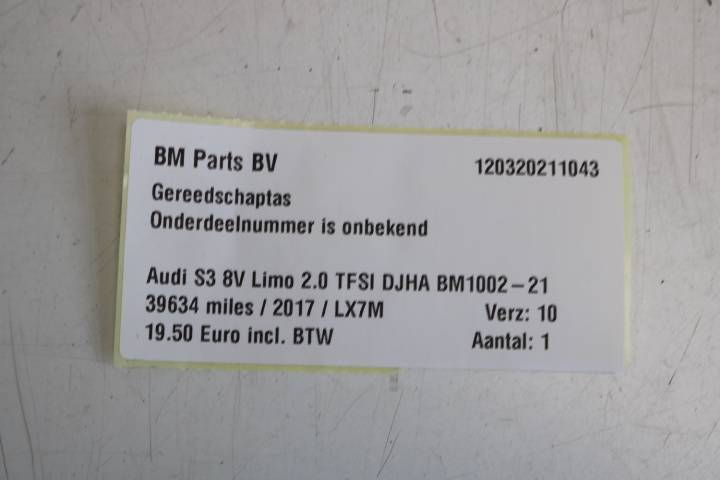 BM Parts BV 120320211043
Gereedschaptas
Onderdeelnummer is onbekend
Audi S3 8V Limo 2.0 TFSI DJHA BM1002-21
39634 miles / 2017 / LX7M Verz: 10
19.50 Euro incl. BTW Aantal: 1